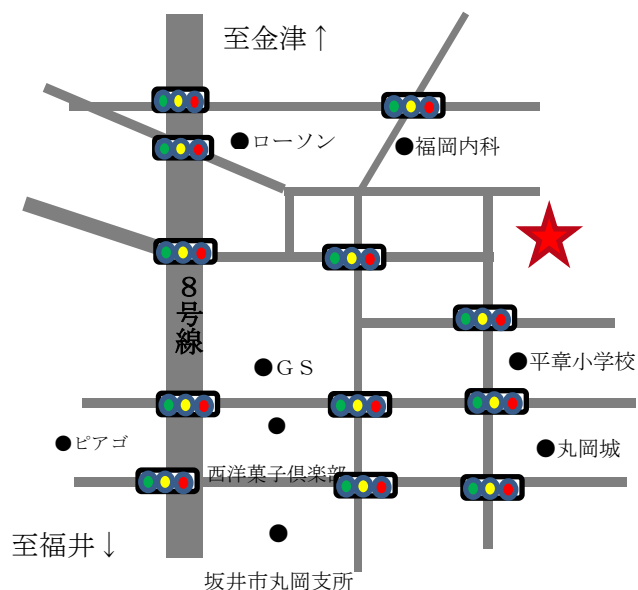 至金津↑
ローソン
福岡内科
8号線
GS
平章小学校
ピアゴ
西洋菓子倶楽部
丸岡城
至福井↓
坂井市丸岡支所